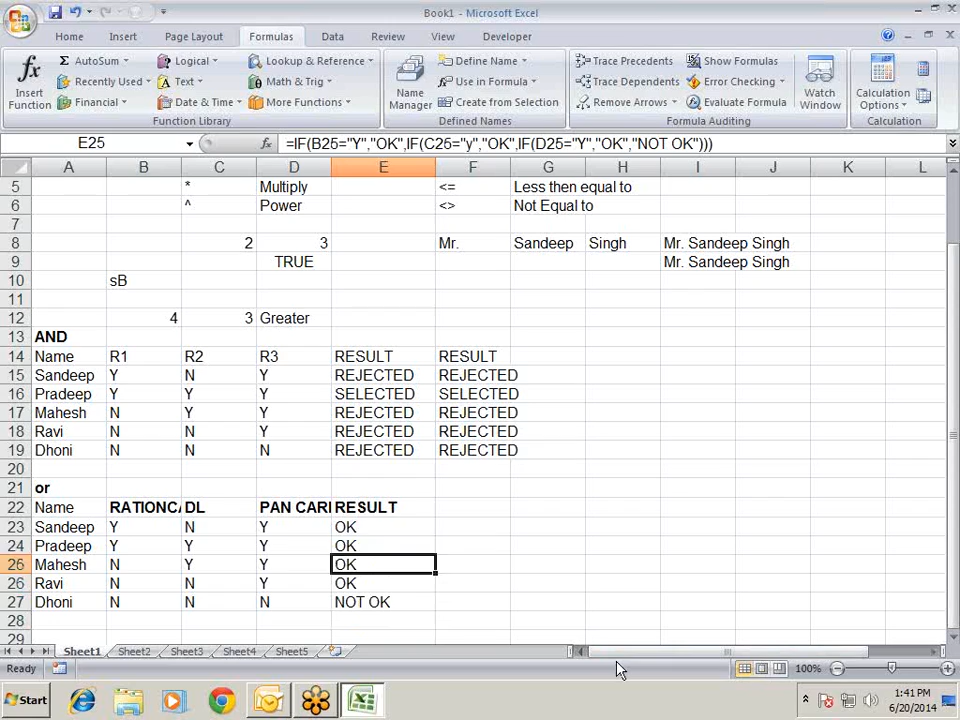 Book1 - Microsoft Excel
Home Insert Page Layout Formulas Data Review View Developer
fx Insert Function
Σ AutoSum Logical Lookup & Reference
Recently Used Text Math & Trig
Financial Date & Time More Functions
Function Library
Name Manager
Define Name
Use in Formula
Create from Selection
Defined Names
Trace Precedents Show Formulas
Trace Dependents Error Checking
Remove Arrows Evaluate Formula
Formula Auditing
Watch Window
Calculation Options
Calculation
E25 fx =IF(B25="Y","OK",IF(C25="y","OK",IF(D25="Y","OK","NOT OK")))
A B C D E F G H I J K L
5 * Multiply <= Less then equal to
6 ^ Power <> Not Equal to
7
8 2 3 Mr. Sandeep Singh Mr. Sandeep Singh
9 TRUE Mr. Sandeep Singh
10 sB
11
12 4 3 Greater
13 AND
14 Name R1 R2 R3 RESULT RESULT
15 Sandeep Y N Y REJECTED REJECTED
16 Pradeep Y Y Y SELECTED SELECTED
17 Mahesh N Y Y REJECTED REJECTED
18 Ravi N N Y REJECTED REJECTED
19 Dhoni N N N REJECTED REJECTED
20
21 or
22 Name RATIONCA DL PAN CARI RESULT
23 Sandeep Y N Y OK
24 Pradeep Y Y Y OK
26 Mahesh N Y Y OK
26 Ravi N N Y OK
27 Dhoni N N N NOT OK
28
29
Sheet1 Sheet2 Sheet3 Sheet4 Sheet5
Ready 100%
Start 1:41 PM
6/20/2014